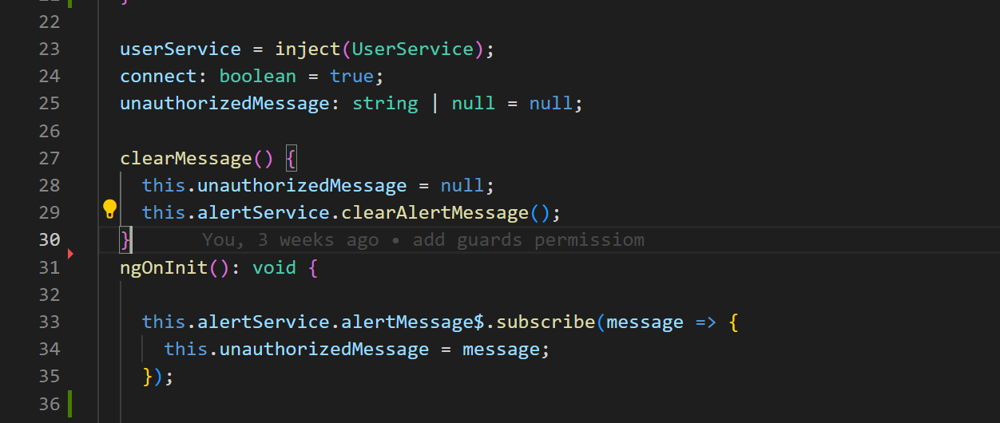 22
23 userService = inject(UserService);
24 connect: boolean = true;
25 unauthorizedMessage: string | null = null;
26
27 clearMessage() {
28 this.unauthorizedMessage = null;
29 this.alertService.clearAlertMessage();
30 } You, 3 weeks ago • add guards permissiom
31 ngOnInit(): void {
32
33 this.alertService.alertMessage$.subscribe(message => {
34 this.unauthorizedMessage = message;
35 });
36